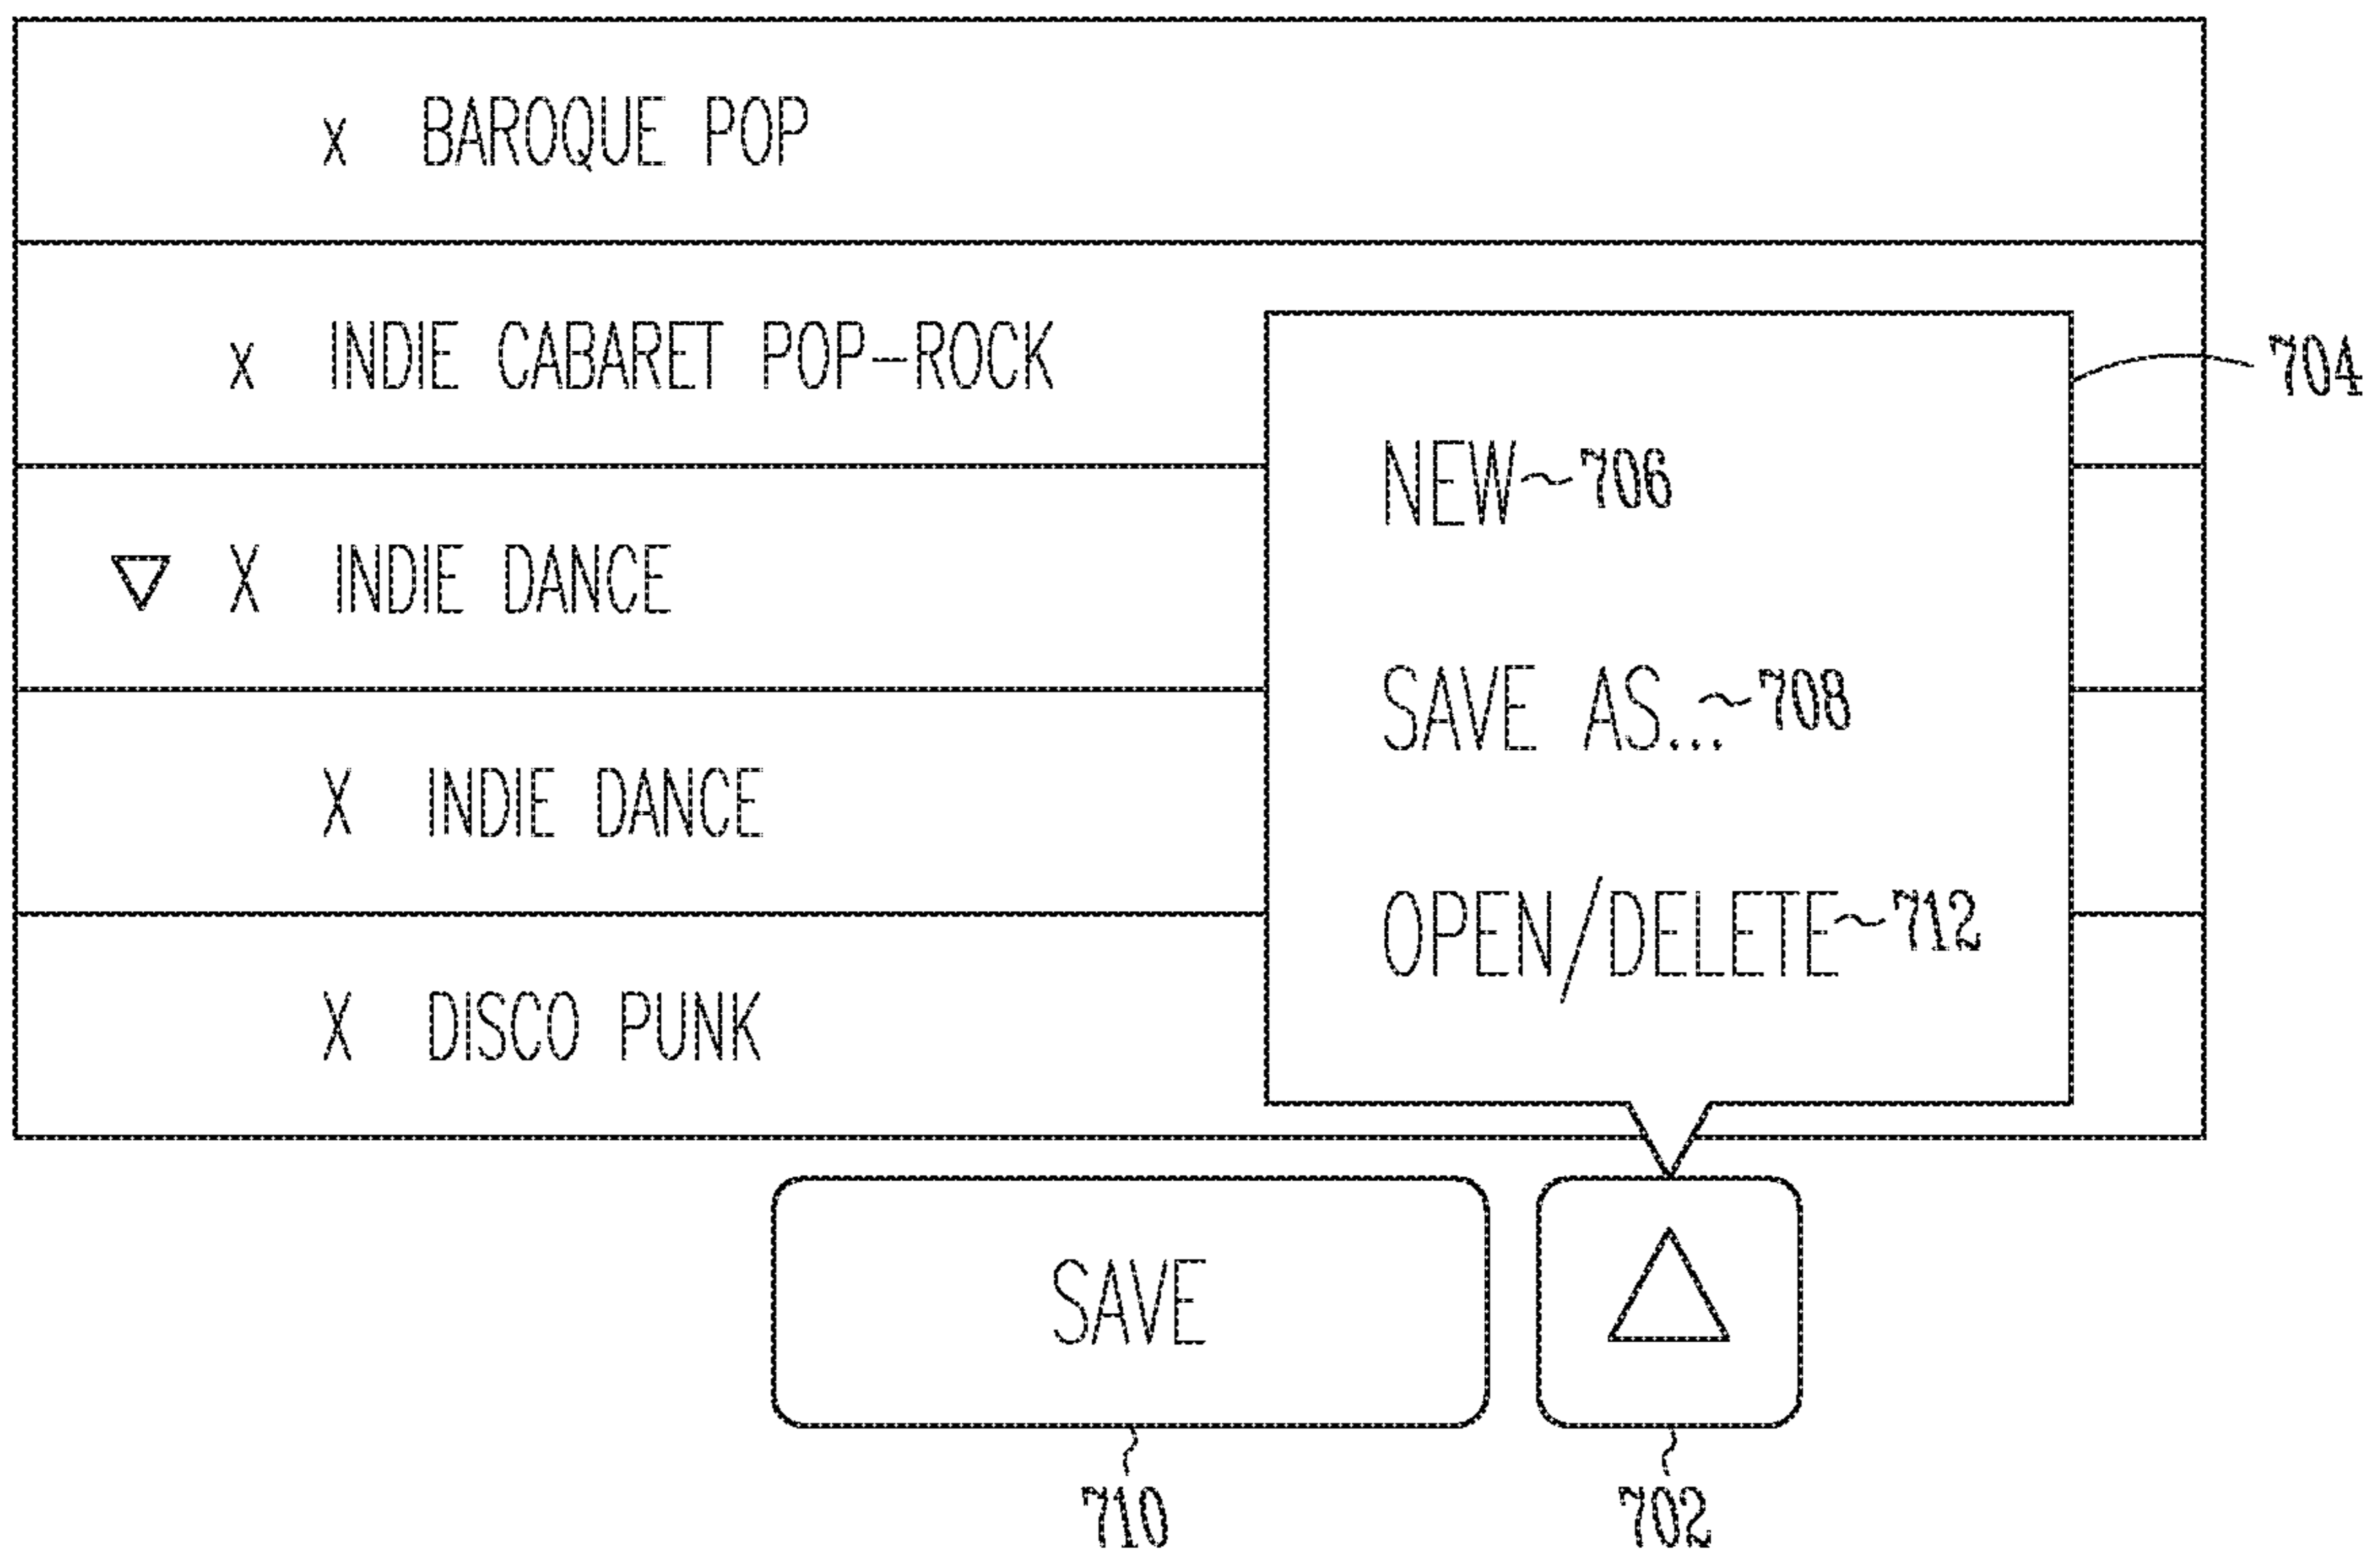 x BAROQUE POP
x INDIE CABARET POP-ROCK
704
NEW~706
X INDIE DANCE
SAVE AS...~708
X INDIE DANCE
OPEN/DELETE~712
X DISCO PUNK
SAVE
710
702